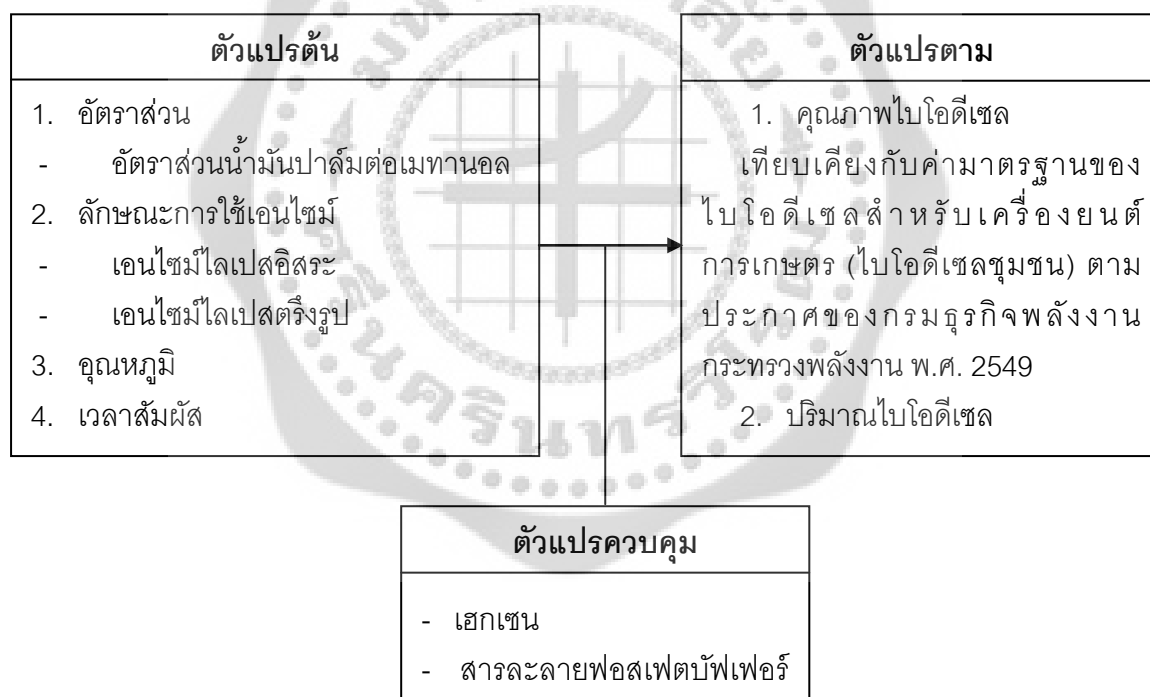 ตัวแปรต้น
1. อัตราส่วน
- อัตราส่วนน้ำมันปาล์มต่อเมทานอล
2. ลักษณะการใช้เอนไซม์
- เอนไซม์ไลเปสอิสระ
- เอนไซม์ไลเปสตรึงรูป
3. อุณหภูมิ
4. เวลาสัมผัส
ตัวแปรตาม
1. คุณภาพไบโอดีเซล
เทียบเคียงกับค่ามาตรฐานของ
ไบโอดีเซลสำหรับเครื่องยนต์
การเกษตร (ไบโอดีเซลชุมชน) ตาม
ประกาศของกรมธุรกิจพลังงาน
กระทรวงพลังงาน พ.ศ. 2549
2. ปริมาณไบโอดีเซล
ตัวแปรควบคุม
- เฮกเซน
- สารละลายฟอสเฟตบัฟเฟอร์